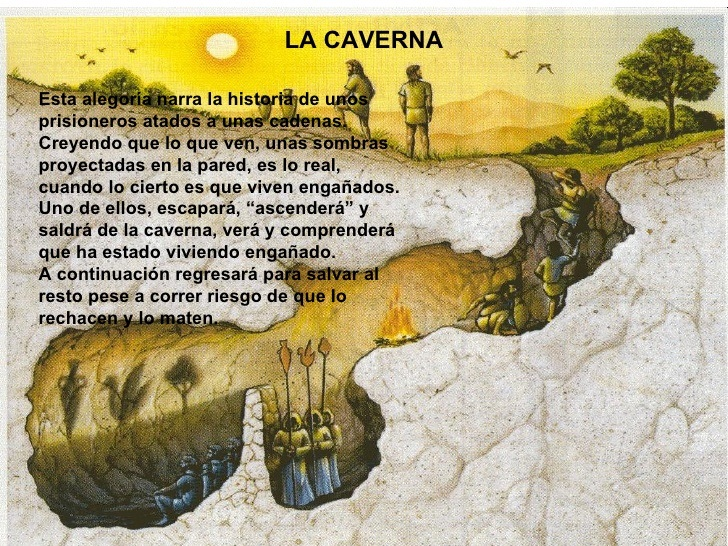 LA CAVERNA
Esta alegoria narra la historia de unos
prisioneros atados a unas cadenas.
Creyendo que lo que ven, unas sombras
proyectadas en la pared, es lo real,
cuando lo cierto es que viven engañados.
Uno de ellos, escapará, “ascenderá” y
saldrá de la caverna, verá y comprenderá
que ha estado viviendo engañado.
A continuación regresará para salvar al
resto pese a correr riesgo de que lo
rechacen y lo maten.